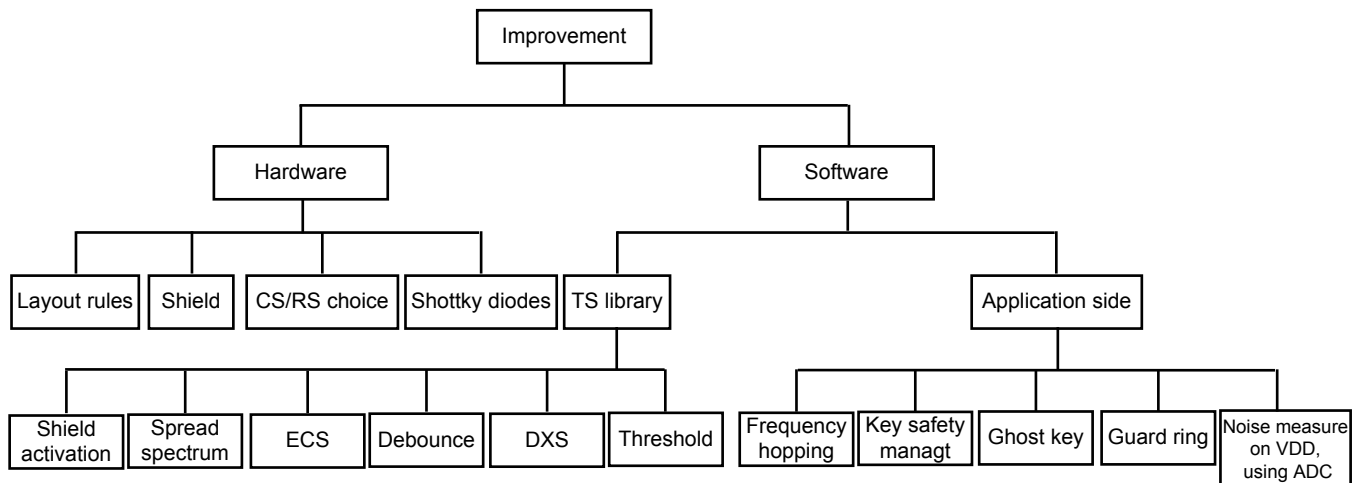 Improvement
Hardware
Software
Layout rules
Shield
CS/RS choice
Shottky diodes
TS library
Application side
Shield
activation
Spread
spectrum
ECS
Debounce
DXS
Threshold
Frequency
hopping
Key safety
managt
Ghost key
Guard ring
Noise measure
on VDD,
using ADC